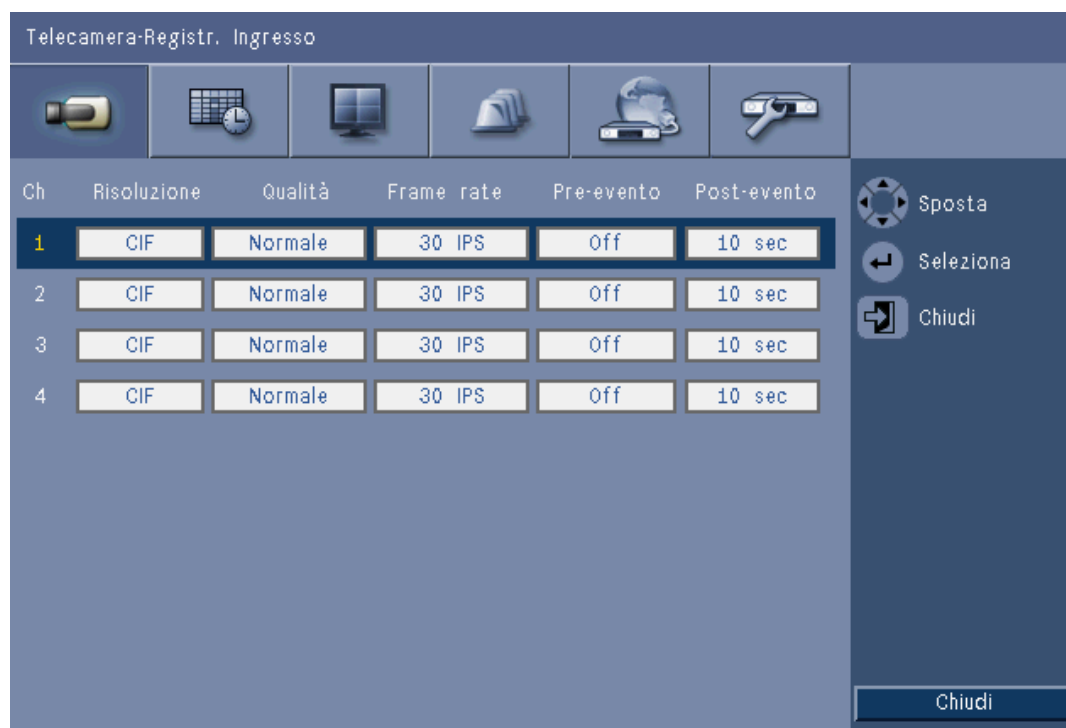 Telecamera-Registr. Ingresso
Ch Risoluzione Qualità Frame rate Pre-evento Post-evento
1 CIF Normale 30 IPS Off 10 sec
2 CIF Normale 30 IPS Off 10 sec
3 CIF Normale 30 IPS Off 10 sec
4 CIF Normale 30 IPS Off 10 sec
Sposta
Seleziona
Chiudi
Chiudi